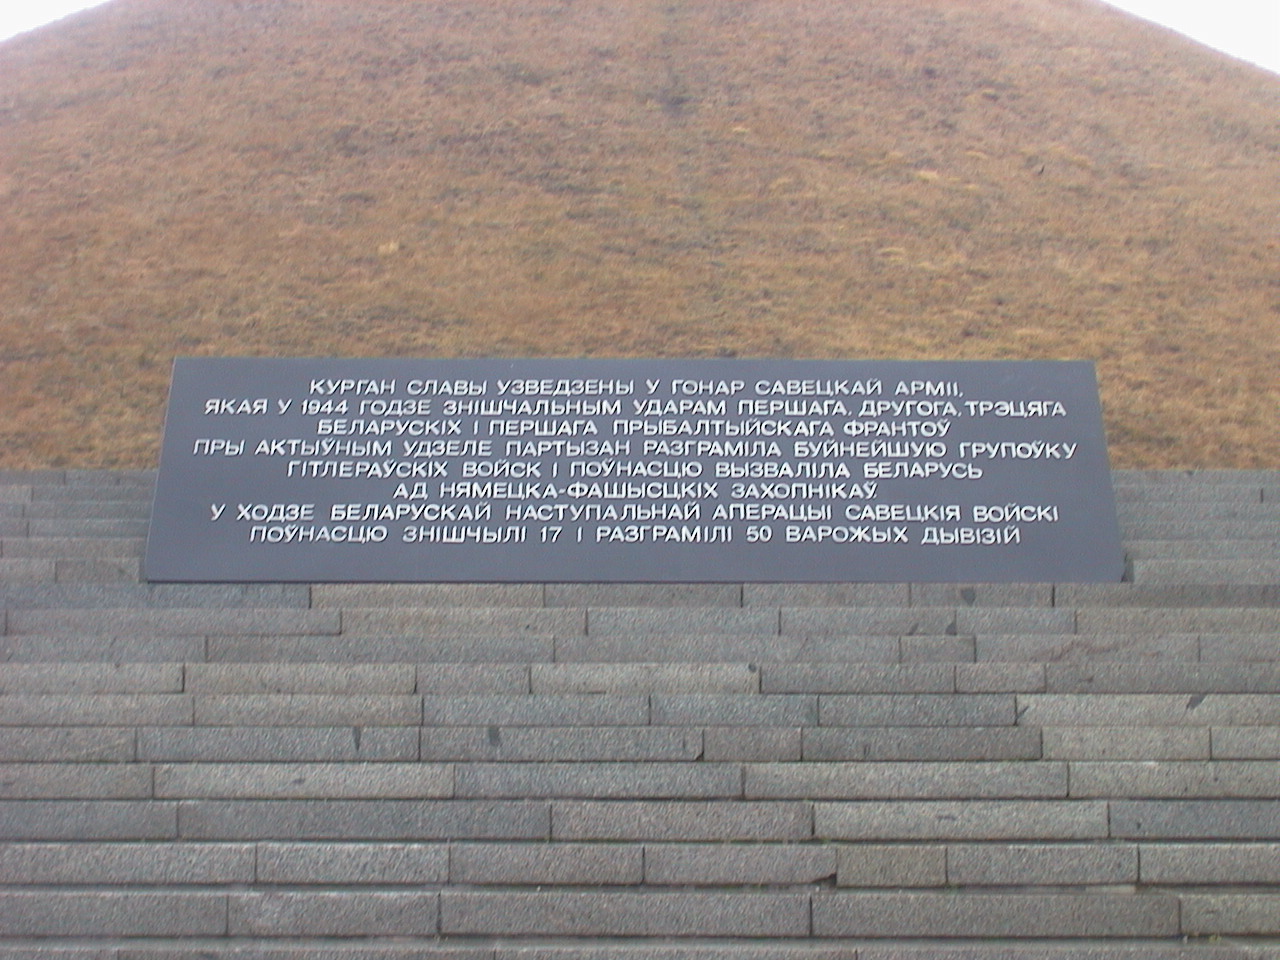 КУРГАН СЛАВЫ УЗВЕДЗЕНЫ У ГОНАР САВЕЦКАЙ АРМІІ,
ЯКАЯ У 1944 ГОДЗЕ ЗНІШЧАЛЬНЫМ УДАРАМ ПЕРШАГА, ДРУГОГА, ТРЭЦЯГА
БЕЛАРУСКІХ І ПЕРШАГА ПРЫБАЛТЫЙСКАГА ФРАНТОЎ
ПРЫ АКТЫЎНЫМ УДЗЕЛЕ ПАРТЫЗАН РАЗГРАМІЛА БУЙНЕЙШУЮ ГРУПОЎКУ
ГІТЛЕРАЎСКІХ ВОЙСК І ПОЎНАСЦЮ ВЫЗВАЛІЛА БЕЛАРУСЬ
АД НЯМЕЦКА-ФАШЫСЦКІХ ЗАХОПНІКАЎ
У ХОДЗЕ БЕЛАРУСКАЙ НАСТУПАЛЬНАЙ АПЕРАЦЫІ САВЕЦКІЯ ВОЙСКІ
ПОЎНАСЦЮ ЗНІШЧЫЛІ 17 І РАЗГРАМІЛІ 50 ВАРОЖЫХ ДЫВІЗІЙ